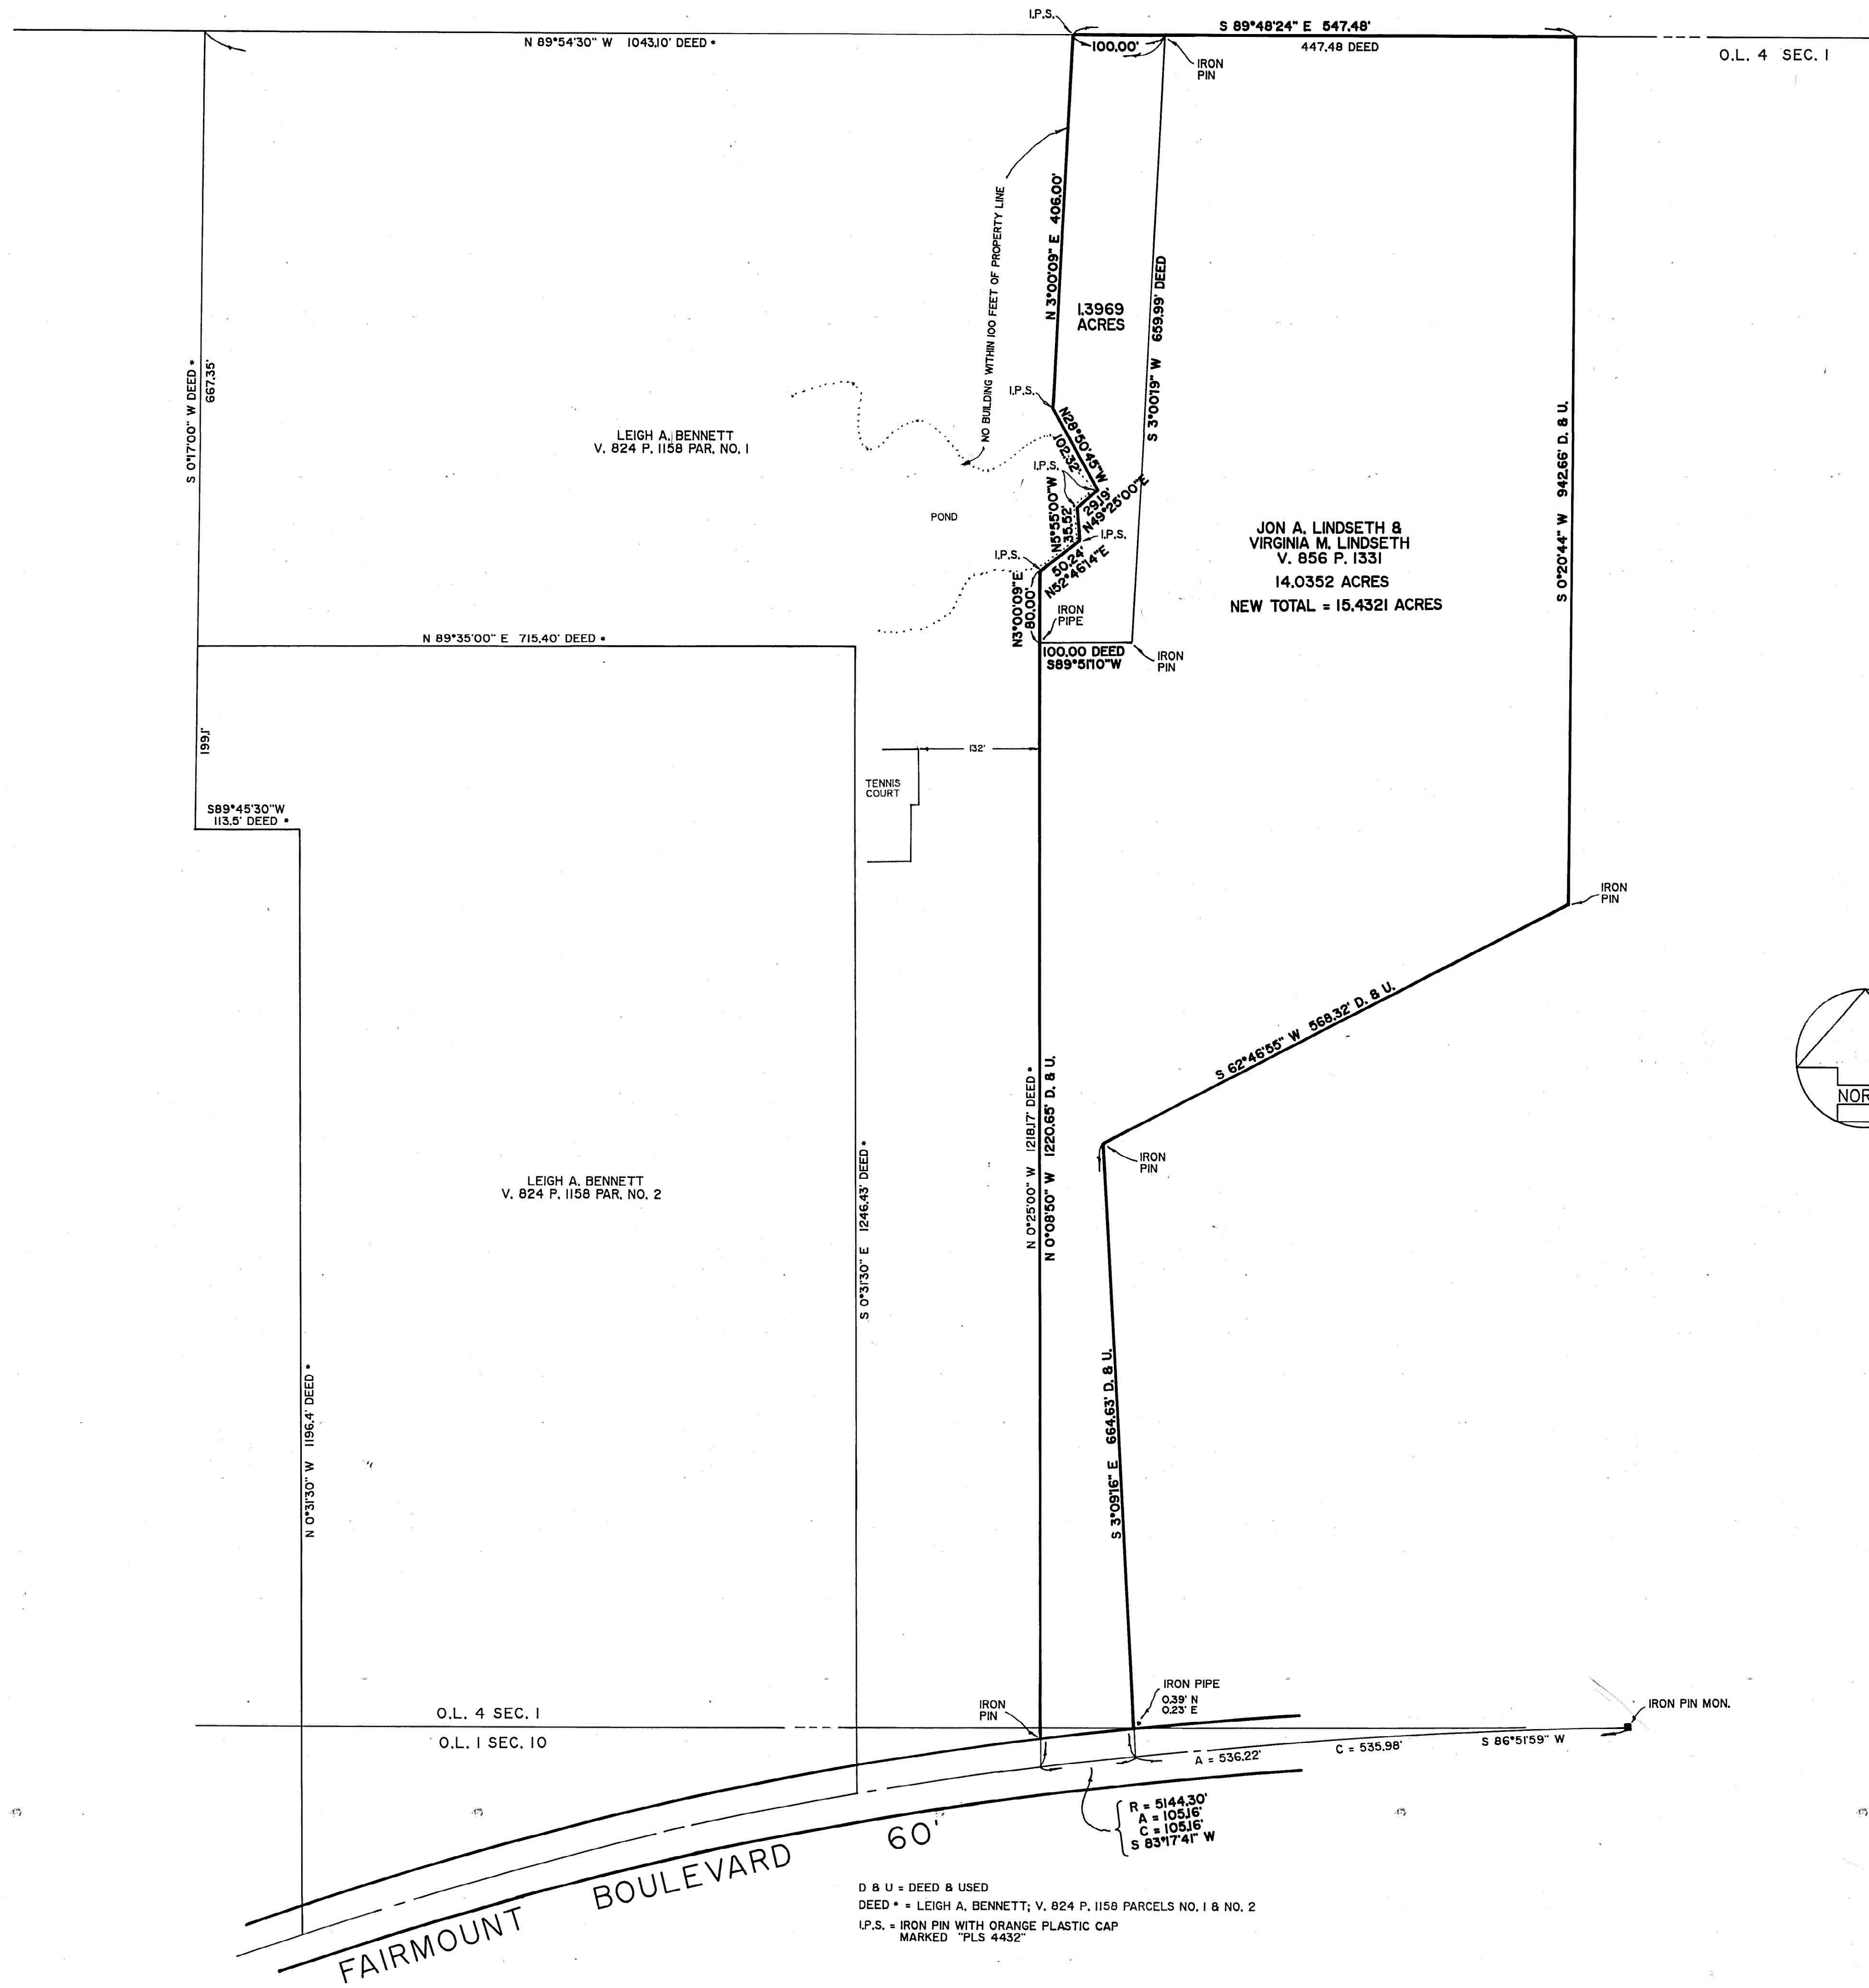 I.P.S.
S 89°48'24" E 547.48'
N 89°54'30" W 1043.10' DEED *
100.00'
447.48 DEED
O.L. 4 SEC. 1
IRON
PIN
NO BUILDING WITHIN 100 FEET OF PROPERTY LINE
N 3°00'09" E 406.00'
S 3°00'19" W 659.99' DEED
1.3969
ACRES
S 0°17'00" W DEED *
667.35'
I.P.S.
N28°50'45"W
102.32'
S 0°20'44" W 942.66' D. & U.
LEIGH A. BENNETT
V. 824 P. 1158 PAR. NO. 1
I.P.S.
29.19'
N49°25'00"E
N5°55'00"W
35.52'
POND
I.P.S.
I.P.S.
50.24'
N52°46'14"E
JON A. LINDSETH &
VIRGINIA M. LINDSETH
V. 856 P. 1331
14.0352 ACRES
NEW TOTAL = 15.4321 ACRES
N3°00'09"E
80.00'
IRON
PIPE
N 89°35'00" E 715.40' DEED *
100.00 DEED
S89°51'10"W
IRON
PIN
199.1'
132'
TENNIS
COURT
S89°45'30"W
113.5' DEED *
IRON
PIN
S 62°46'55" W 568.32' D. & U.
NOR
N 0°25'00" W 1218.17' DEED *
N 0°08'50" W 1220.65' D. & U.
IRON
PIN
LEIGH A. BENNETT
V. 824 P. 1158 PAR. NO. 2
S 0°31'30" E 1246.43' DEED *
N 0°31'30" W 1196.4' DEED *
S 3°09'16" E 664.63' D. & U.
IRON PIPE
0.39' N
0.23' E
IRON
PIN
IRON PIN MON.
O.L. 4 SEC. 1
O.L. 1 SEC. 10
A = 536.22'
C = 535.98'
S 86°51'59" W
R = 5144.30'
A = 105.16'
C = 105.16'
S 83°17'41" W
FAIRMOUNT BOULEVARD 60'
D & U = DEED & USED
DEED * = LEIGH A. BENNETT; V. 824 P. 1158 PARCELS NO. 1 & NO. 2
I.P.S. = IRON PIN WITH ORANGE PLASTIC CAP
MARKED "PLS 4432"